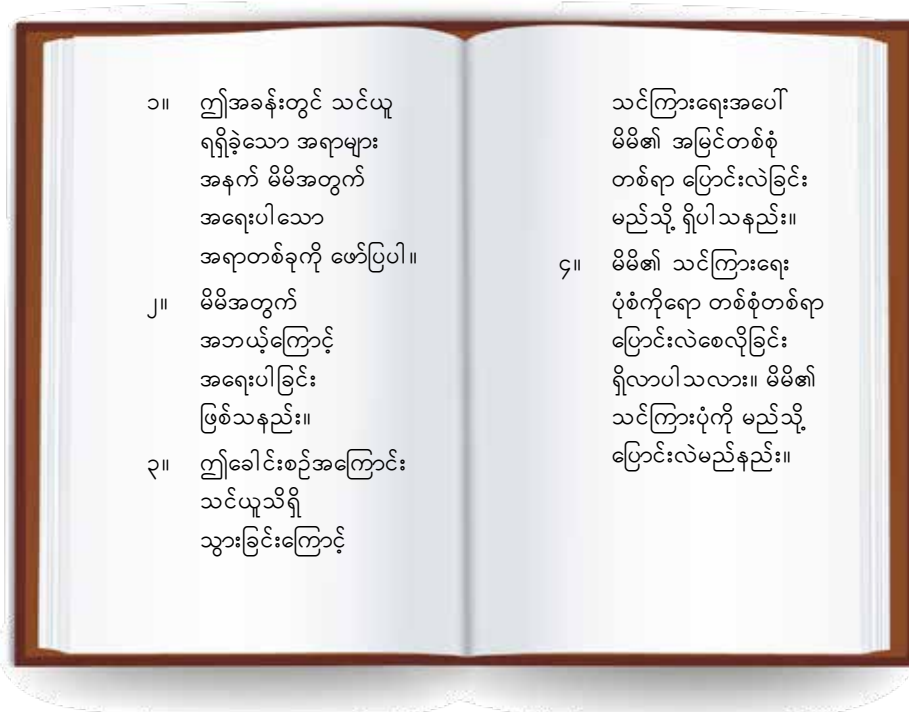 ၁။ ဤအခန်းတွင် သင်ယူ
ရရှိခဲ့သော အရာများ
အနက် မိမိအတွက်
အရေးပါသော
အရာတစ်ခုကို ဖော်ပြပါ။
၂။ မိမိအတွက်
အဘယ့်ကြောင့်
အရေးပါခြင်း
ဖြစ်သနည်း။
၃။ ဤခေါင်းစဉ်အကြောင်း
သင်ယူသိရှိ
သွားခြင်းကြောင့်
သင်ကြားရေးအပေါ်
မိမိ၏ အမြင်တစ်စုံ
တစ်ရာ ပြောင်းလဲခြင်း
မည်သို့ ရှိပါသနည်း။
၄။ မိမိ၏ သင်ကြားရေး
ပုံစံကိုရော တစ်စုံတစ်ရာ
ပြောင်းလဲစေလိုခြင်း
ရှိလာပါသလား။ မိမိ၏
သင်ကြားပုံကို မည်သို့
ပြောင်းလဲမည်နည်း။